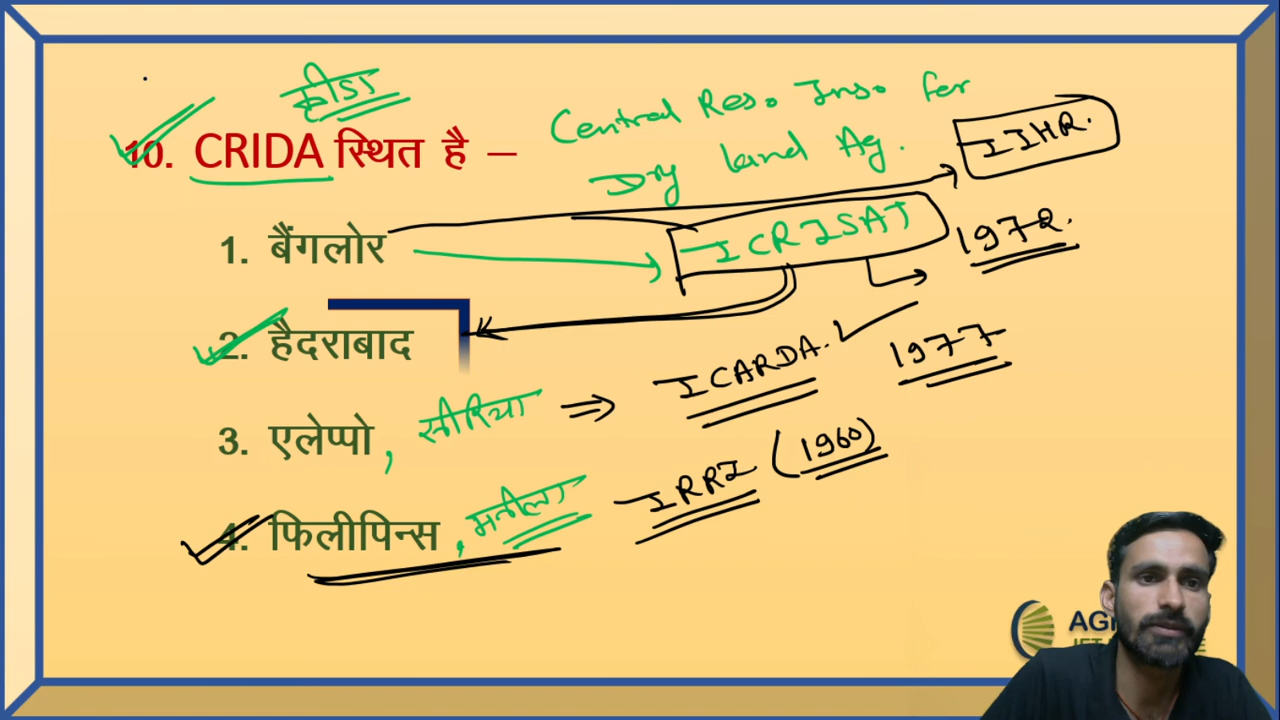 क्रीडा
Central Res. Ins. for
Dry land Ag.
IIHR.
10. CRIDA स्थित है –
1. बैंगलोर
ICRISAT
1972.
2. हैदराबाद
ICARDA.
1977
3. एलेप्पो, सीरिया
IRRI (1960)
4. फिलीपिन्स, मनीला